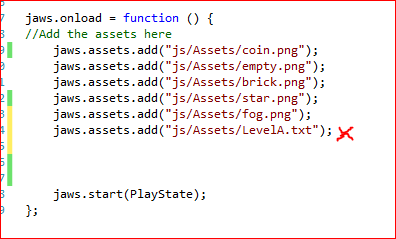 jaws.onload = function () {
//Add the assets here
jaws.assets.add("js/Assets/coin.png");
jaws.assets.add("js/Assets/empty.png");
jaws.assets.add("js/Assets/brick.png");
jaws.assets.add("js/Assets/star.png");
jaws.assets.add("js/Assets/fog.png");
jaws.assets.add("js/Assets/LevelA.txt");
jaws.start(PlayState);
};